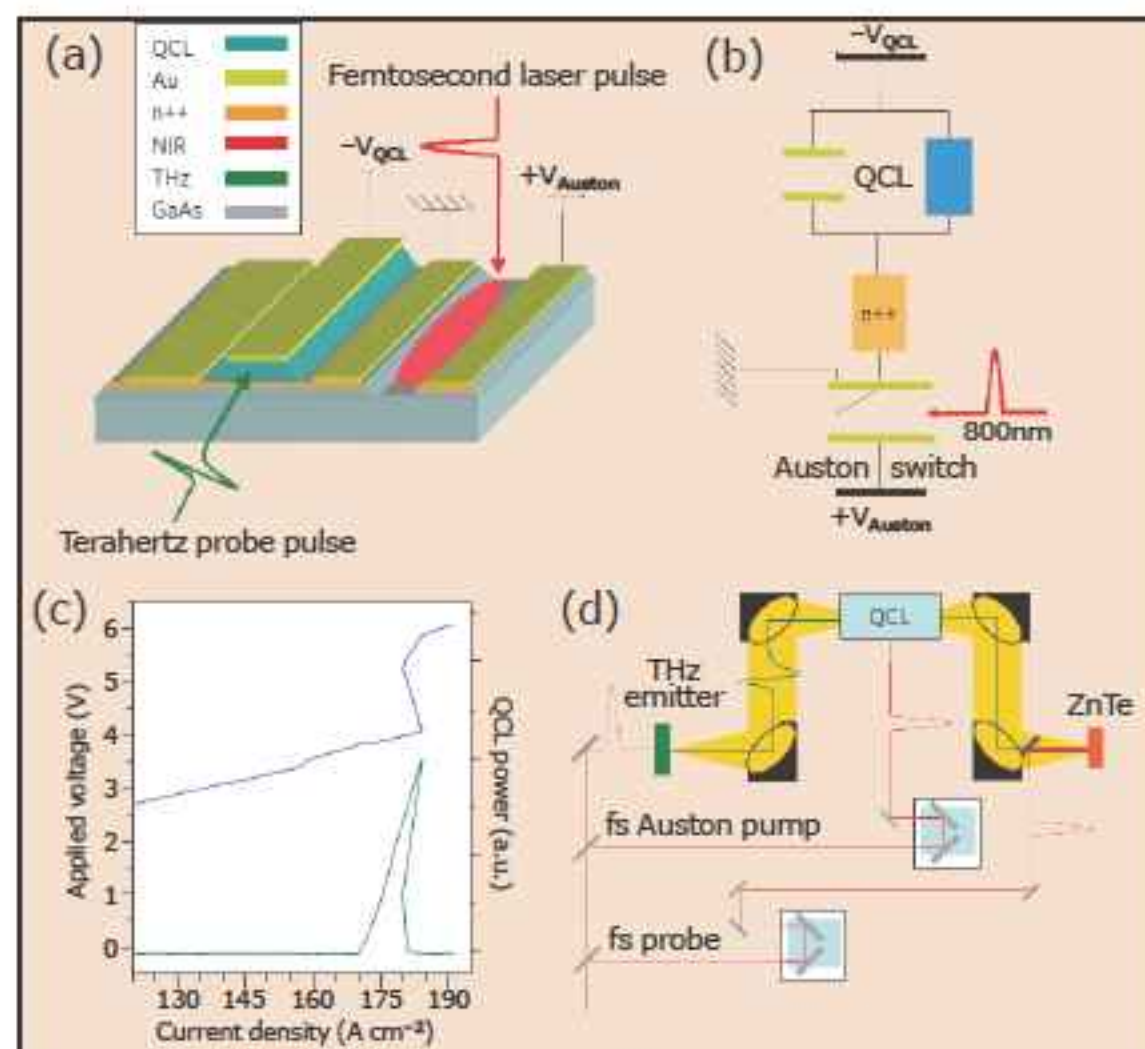 (a)
QCL
Au
n++
NIR
THz
GaAs
Femtosecond laser pulse
−VQCL
+VAuston
Terahertz probe pulse
(b)
−VQCL
QCL
n++
800nm
Auston switch
+VAuston
(c)
6
5
4
3
2
1
0
Applied voltage (V)
QCL power (a.u.)
130 145 160 175 190
Current density (A cm⁻²)
(d)
QCL
THz
emitter
ZnTe
fs Auston pump
fs probe